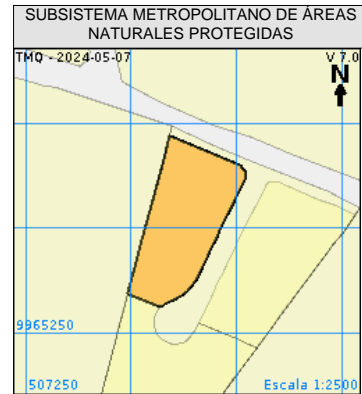 SUBSISTEMA METROPOLITANO DE ÁREAS
NATURALES PROTEGIDAS
TMQ - 2024-05-07 V 7.0
N
9965250
507250 Escala 1:2500